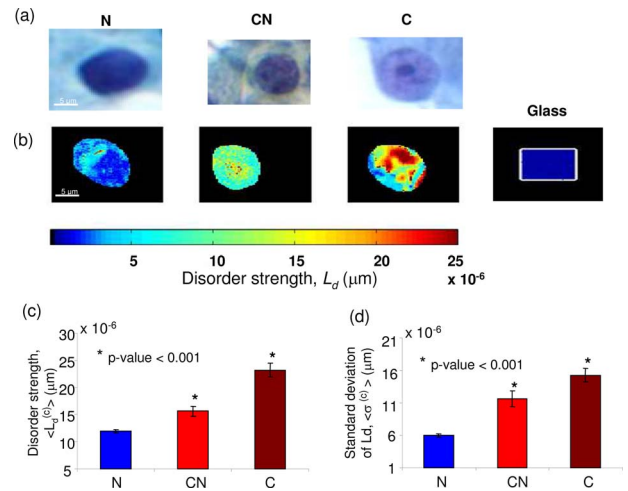 (a)
N
CN
C
5 µm
Glass
(b)
5 µm
5
10
15
20
25
Disorder strength, L_d (µm)
x 10⁻⁶
(c)
x 10⁻⁶
30
25
20
15
10
5
* p-value < 0.001
*
*
Disorder strength,
<L_d^(c)> (µm)
N
CN
C
(d)
x 10⁻⁶
21
16
11
6
1
* p-value < 0.001
*
*
Standard deviation
of Ld, <σ^(c)> (µm)
N
CN
C